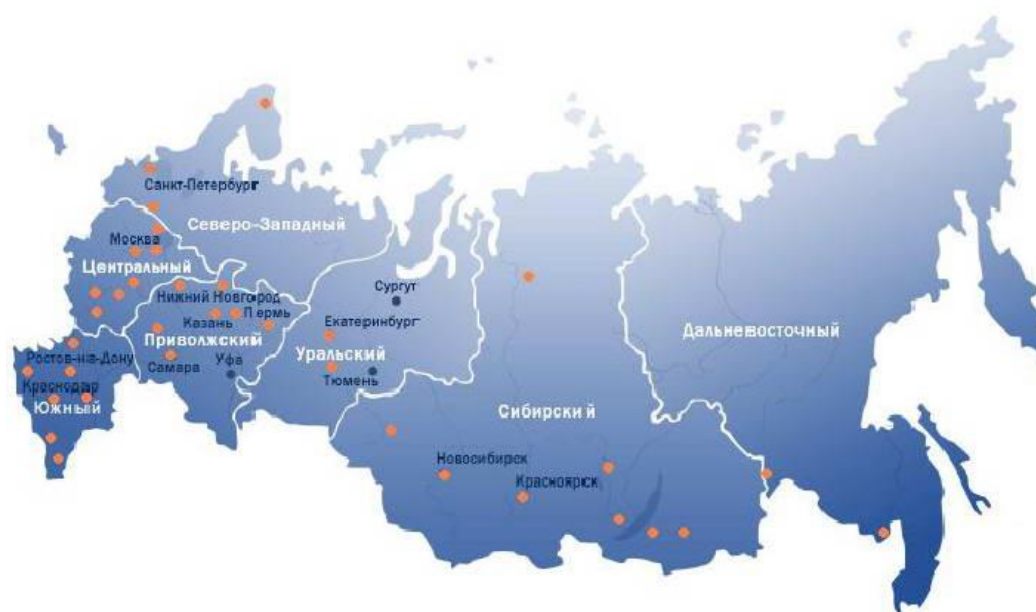 Санкт-Петербург
Северо-Западный
Москва
Центральный
Сургут
Нижний Новгород
Пермь
Казань
Екатеринбург
Дальневосточный
Приволжский
Уральский
Ростов-на-Дону
Самара
Уфа
Тюмень
Краснодар
Южный
Сибирский
Новосибирск
Красноярск